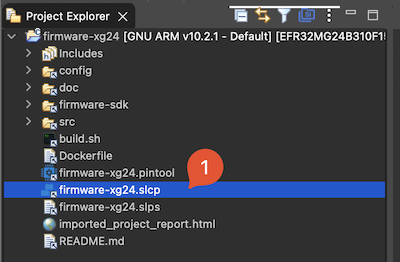 Project Explorer
firmware-xg24 [GNU ARM v10.2.1 - Default] [EFR32MG24B310F15
Includes
config
doc
firmware-sdk
src
build.sh
Dockerfile
firmware-xg24.pintool
1
firmware-xg24.slcp
firmware-xg24.slps
imported_project_report.html
README.md